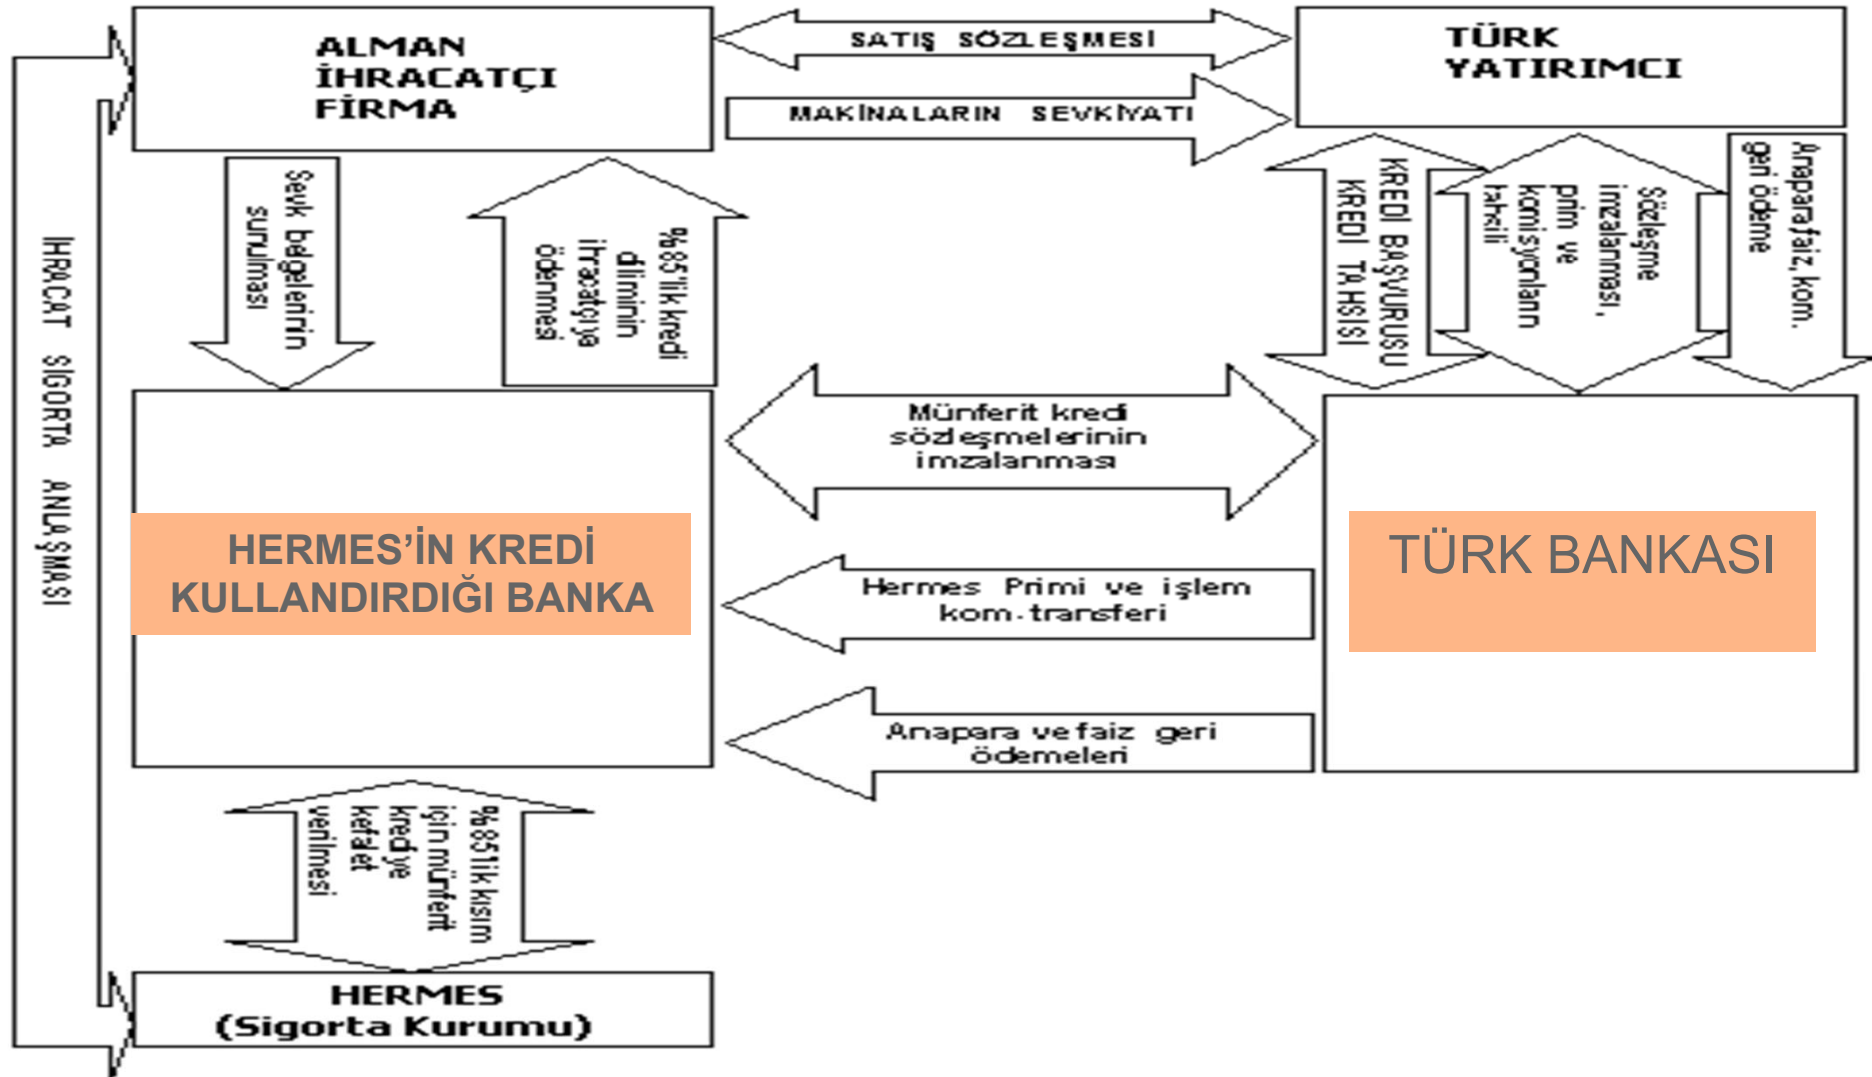 ALMAN
İHRACATÇI
FİRMA
SATIŞ SÖZLEŞMESİ
MAKİNALARIN SEVKİYATI
TÜRK
YATIRIMCI
Sevk belgelerinin
sunulması
%85'lik kredi
diliminin
ihracatçıya
ödenmesi
KREDİ BAŞVURUSU
KREDİ TAHSİSİ
Sözleşme
imzalanması,
prim ve
komisyonların
tahsili
Anapara,faiz,kom.
geri ödeme
İHRACAT SİGORTA ANLAŞMASI
Münferit kredi
sözleşmelerinin
imzalanması
HERMES’İN KREDİ
KULLANDIRDIĞI BANKA
TÜRK BANKASI
Hermes Primi ve işlem
kom.transferi
Anapara ve faiz geri
ödemeleri
%85'lik kısım
için münferit
krediye
kefalet
verilmesi
HERMES
(Sigorta Kurumu)